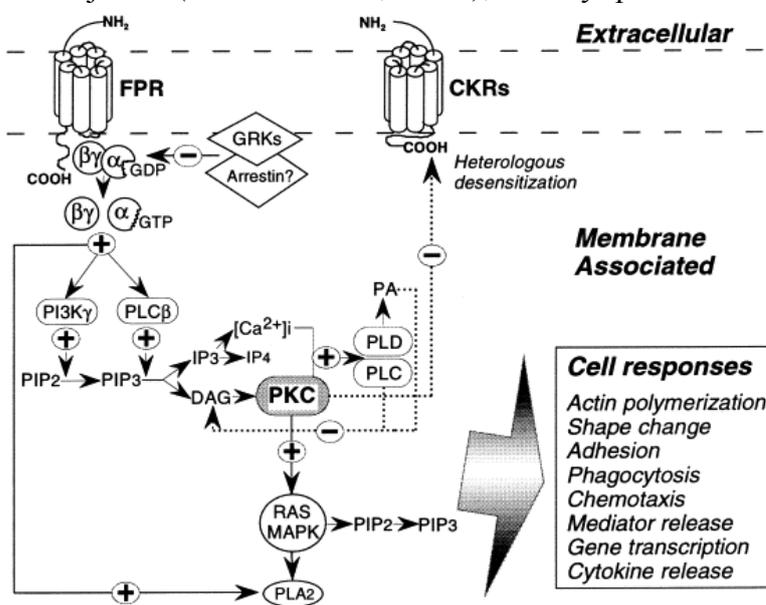 NH2
NH2
Extracellular
FPR
CKRs
GRKs
COOH
βγ
α
GDP
−
Arrestin?
Heterologous
desensitization
COOH
βγ
α
GTP
+
Membrane
Associated
−
PA
PI3Kγ
PLCβ
[Ca2+]i
PLD
+
+
IP3
IP4
+
PLC
PIP2
PIP3
DAG
PKC
−
+
RAS
MAPK
PIP2
PIP3
+
PLA2
Cell responses
Actin polymerization
Shape change
Adhesion
Phagocytosis
Chemotaxis
Mediator release
Gene transcription
Cytokine release